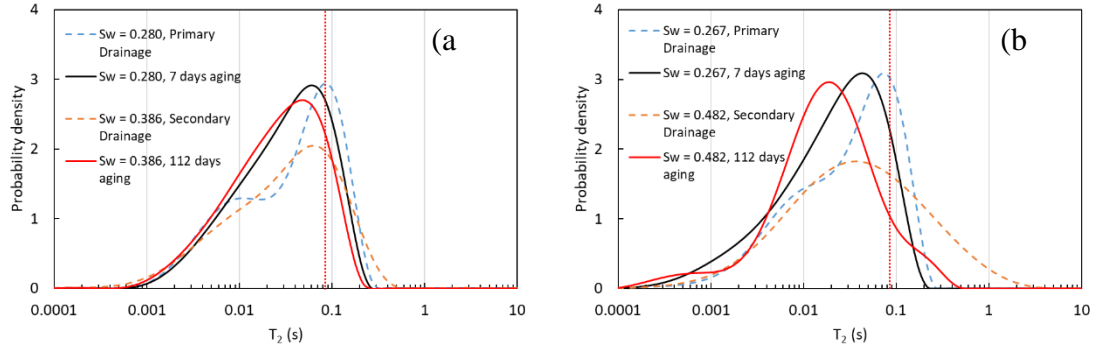 4
3
2
1
0
0.0001
0.001
0.01
0.1
1
10
Probability density
T2 (s)
Sw = 0.280, Primary
Drainage
Sw = 0.280, 7 days aging
Sw = 0.386, Secondary
Drainage
Sw = 0.386, 112 days
aging
(a
4
3
2
1
0
0.0001
0.001
0.01
0.1
1
10
Probability density
T2 (s)
Sw = 0.267, Primary
Drainage
Sw = 0.267, 7 days aging
Sw = 0.482, Secondary
Drainage
Sw = 0.482, 112 days
aging
(b)